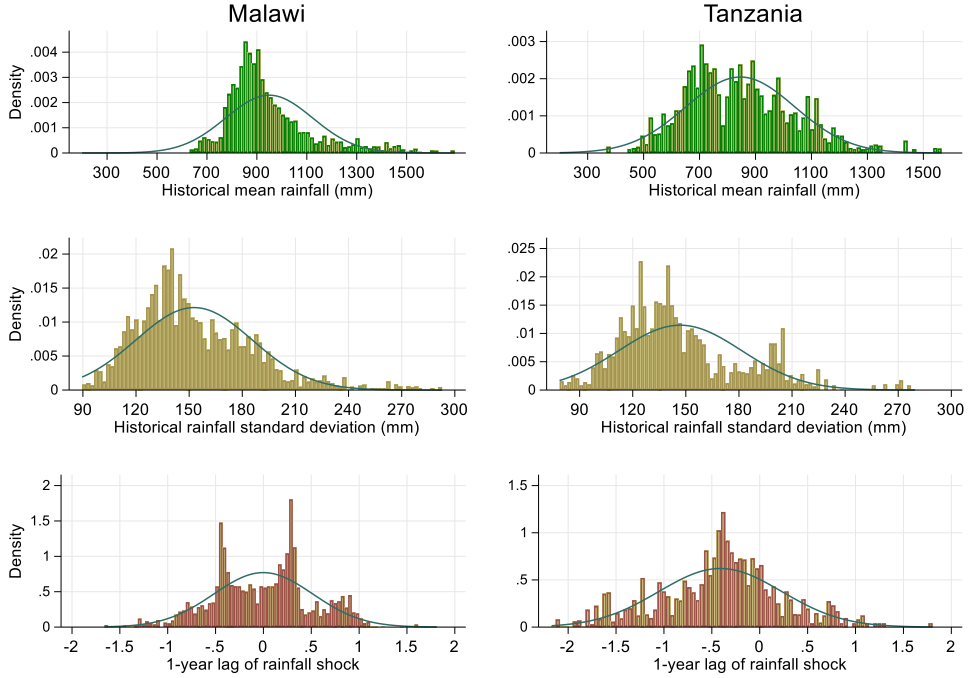 Malawi
Tanzania
Density
.004
.003
.002
.001
0
300 500 700 900 1100 1300 1500
Historical mean rainfall (mm)
.003
.002
.001
0
300 500 700 900 1100 1300 1500
Historical mean rainfall (mm)
Density
.02
.015
.01
.005
0
90 120 150 180 210 240 270 300
Historical rainfall standard deviation (mm)
.025
.02
.015
.01
.005
0
90 120 150 180 210 240 270 300
Historical rainfall standard deviation (mm)
Density
2
1.5
1
.5
0
-2 -1.5 -1 -.5 0 .5 1 1.5 2
1-year lag of rainfall shock
1.5
1
.5
0
-2 -1.5 -1 -.5 0 .5 1 1.5 2
1-year lag of rainfall shock